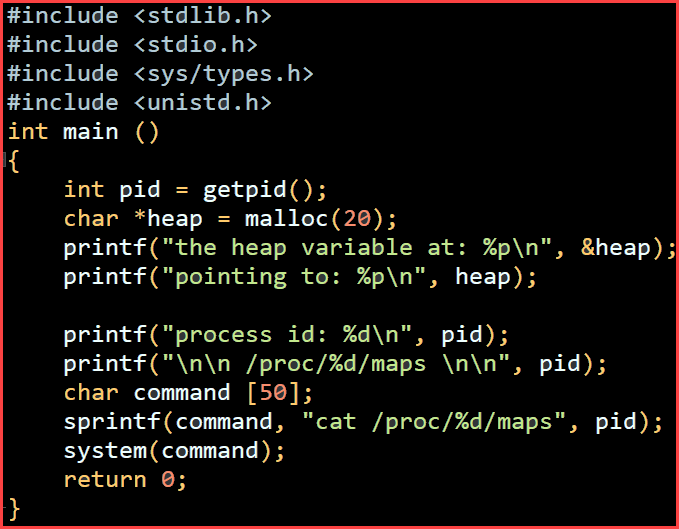 #include <stdlib.h>
#include <stdio.h>
#include <sys/types.h>
#include <unistd.h>
int main ()
{
    int pid = getpid();
    char *heap = malloc(20);
    printf("the heap variable at: %p\n", &heap);
    printf("pointing to: %p\n", heap);

    printf("process id: %d\n", pid);
    printf("\n\n /proc/%d/maps \n\n", pid);
    char command [50];
    sprintf(command, "cat /proc/%d/maps", pid);
    system(command);
    return 0;
}